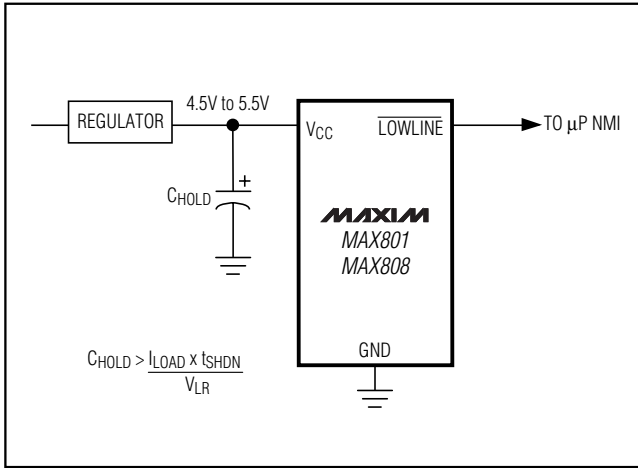 4.5V to 5.5V
REGULATOR
VCC
LOWLINE
TO µP NMI
CHOLD
+
MAXIM
MAX801
MAX808
CHOLD > ILOAD x tSHDN
VLR
GND